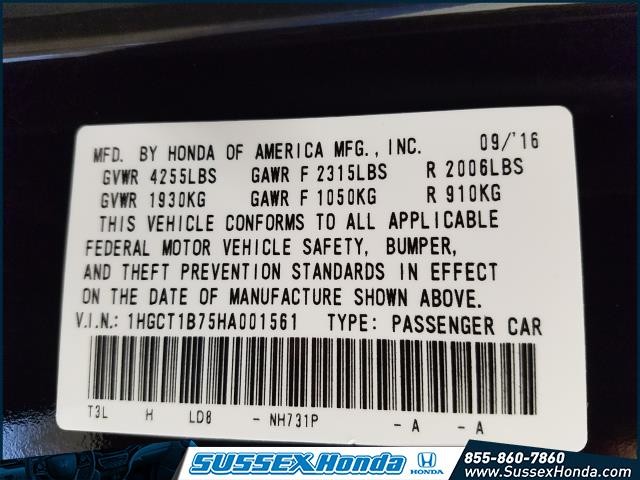 MFD. BY HONDA OF AMERICA MFG., INC. 09/'16
GVWR 4255LBS GAWR F 2315LBS R 2006LBS
GVWR 1930KG GAWR F 1050KG R 910KG
THIS VEHICLE CONFORMS TO ALL APPLICABLE
FEDERAL MOTOR VEHICLE SAFETY, BUMPER,
AND THEFT PREVENTION STANDARDS IN EFFECT
ON THE DATE OF MANUFACTURE SHOWN ABOVE.
V.I.N.: 1HGCT1B75HA001561 TYPE: PASSENGER CAR
T3L H LD8 - NH731P - A - A
SUSSEX Honda HONDA 855-860-7860
www.SussexHonda.com